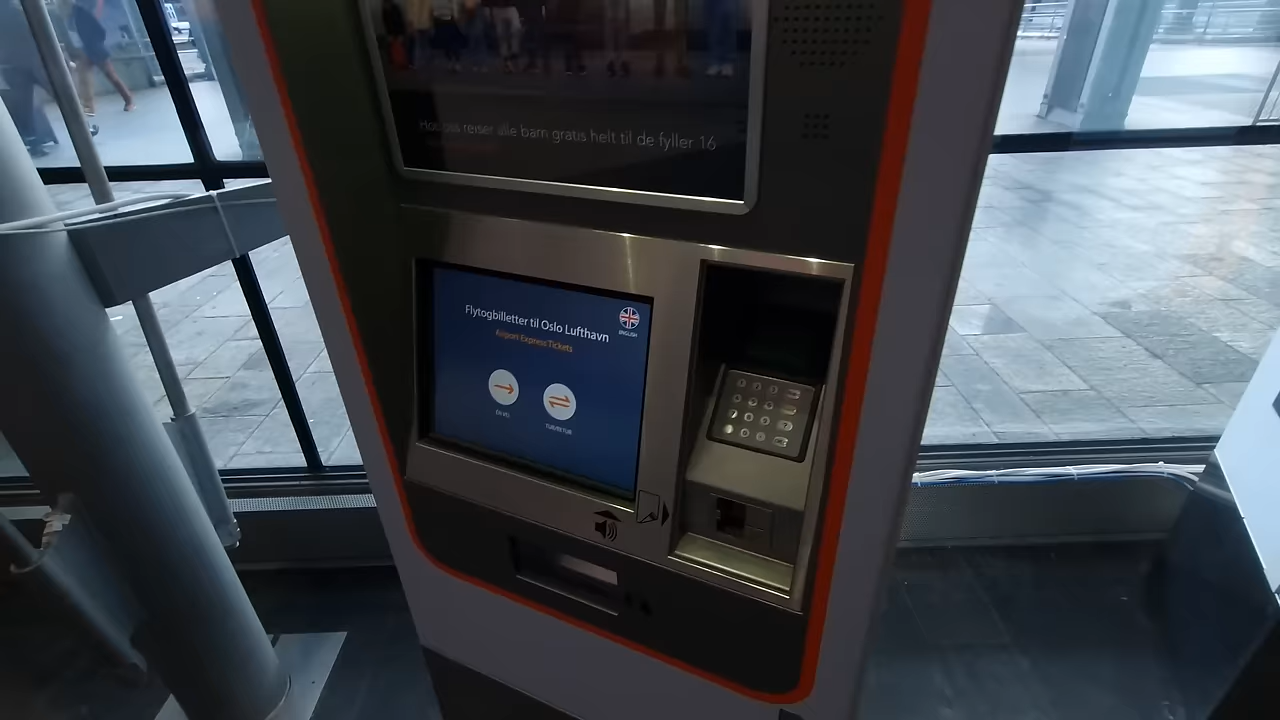 Hos oss reiser alle barn gratis helt til de fyller 16
Flytogbilletter til Oslo Lufthavn
ENGLISH
Airport Express Tickets
EN VEI
TUR/RETUR